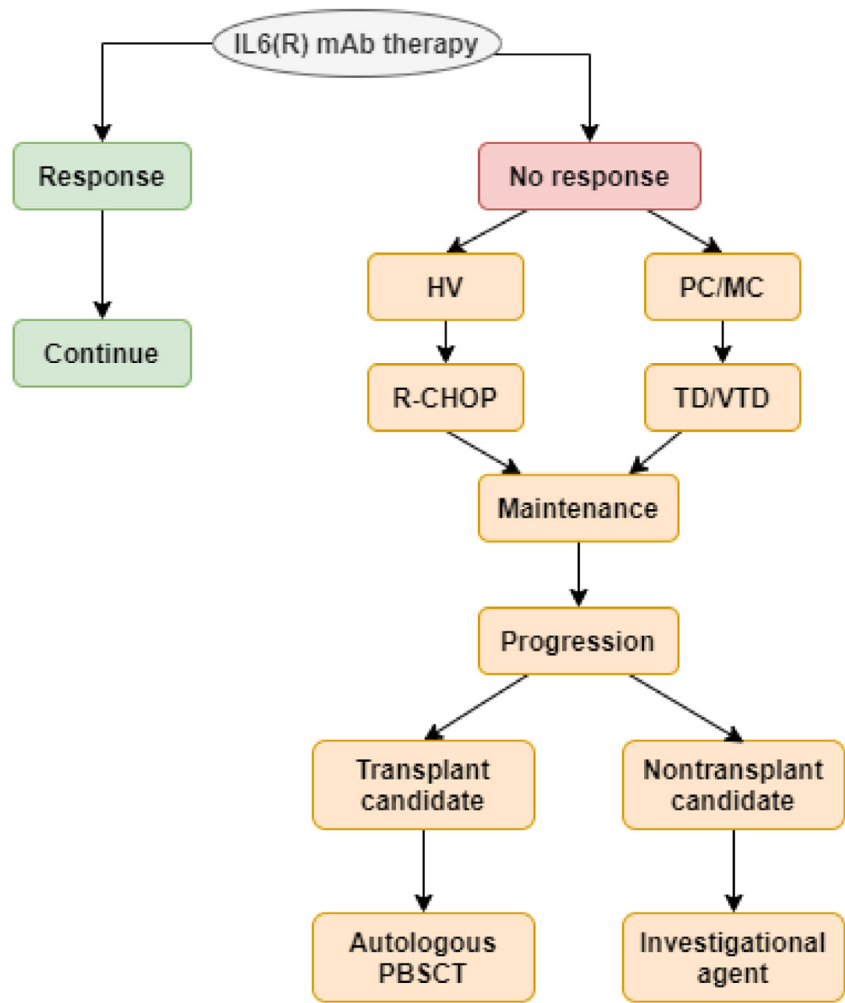 IL6(R) mAb therapy
Response
No response
HV
PC/MC
Continue
R-CHOP
TD/VTD
Maintenance
Progression
Transplant
candidate
Nontransplant
candidate
Autologous
PBSCT
Investigational
agent